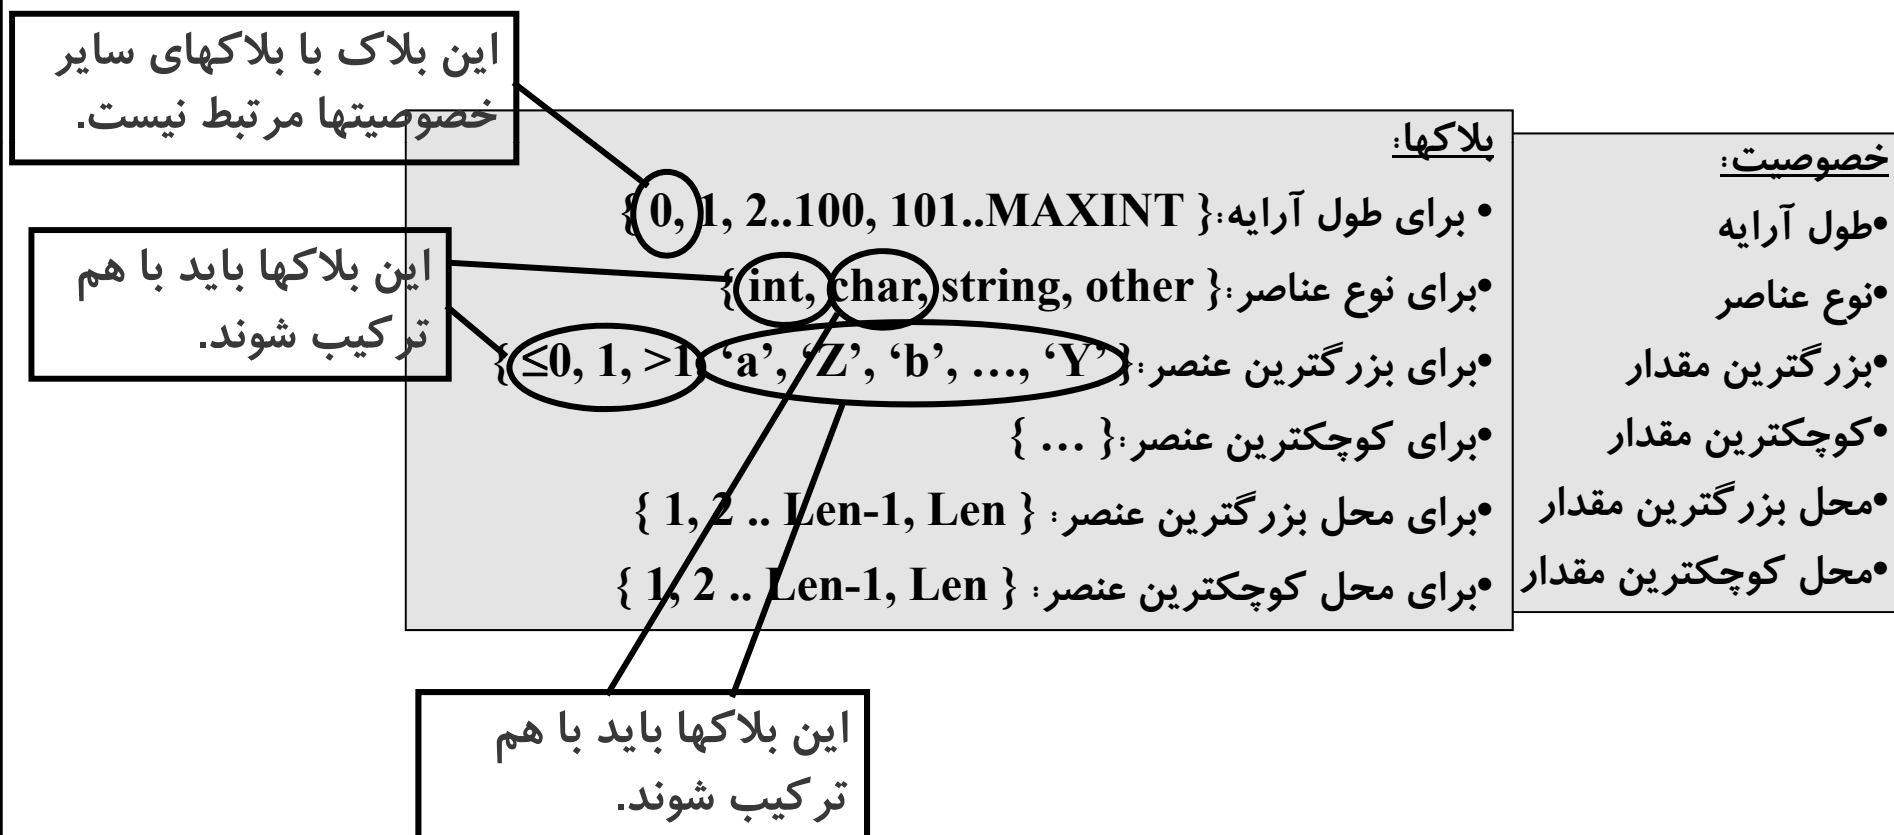 این بلاک با بلاکهای سایر
خصوصیتها مرتبط نیست.
خصوصیت:
•طول آرایه
•نوع عناصر
•بزرگترین مقدار
•کوچکترین مقدار
•محل بزرگترین مقدار
•محل کوچکترین مقدار
بلاکها:
• برای طول آرایه:{ 0, 1, 2..100, 101..MAXINT }
•برای نوع عناصر:{ int, char, string, other }
•برای بزرگترین عنصر:{ ≤0, 1, >1, ‘a’, ‘Z’, ‘b’, …, ‘Y’ }
•برای کوچکترین عنصر:{ … }
•برای محل بزرگترین عنصر: { 1, 2 .. Len-1, Len }
•برای محل کوچکترین عنصر: { 1, 2 .. Len-1, Len }
این بلاکها باید با هم
ترکیب شوند.
این بلاکها باید با هم
ترکیب شوند.